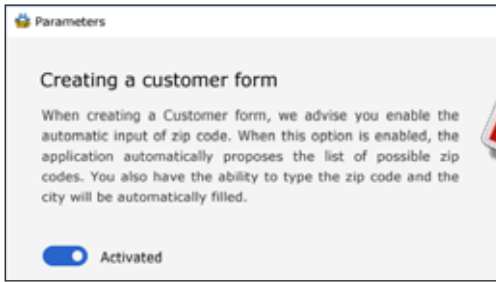 Parameters
Creating a customer form
When creating a Customer form, we advise you enable the
automatic input of zip code. When this option is enabled, the
application automatically proposes the list of possible zip
codes. You also have the ability to type the zip code and the
city will be automatically filled.
Activated